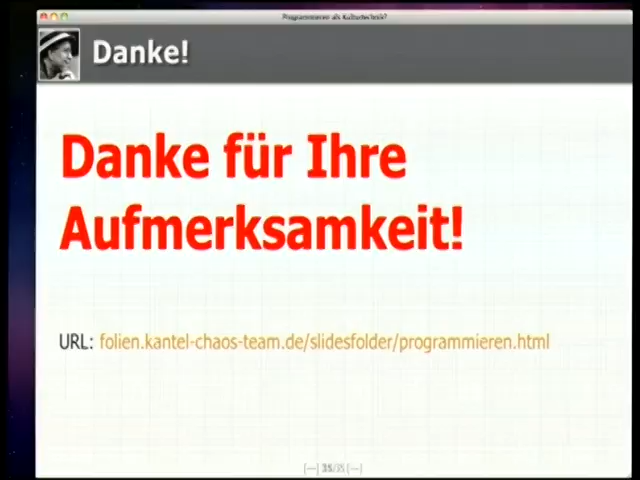 Programmieren als Kulturtechnik?
Danke!
Danke für Ihre
Aufmerksamkeit!
URL: folien.kantel-chaos-team.de/slidesfolder/programmieren.html
[—] 35/35 [—]